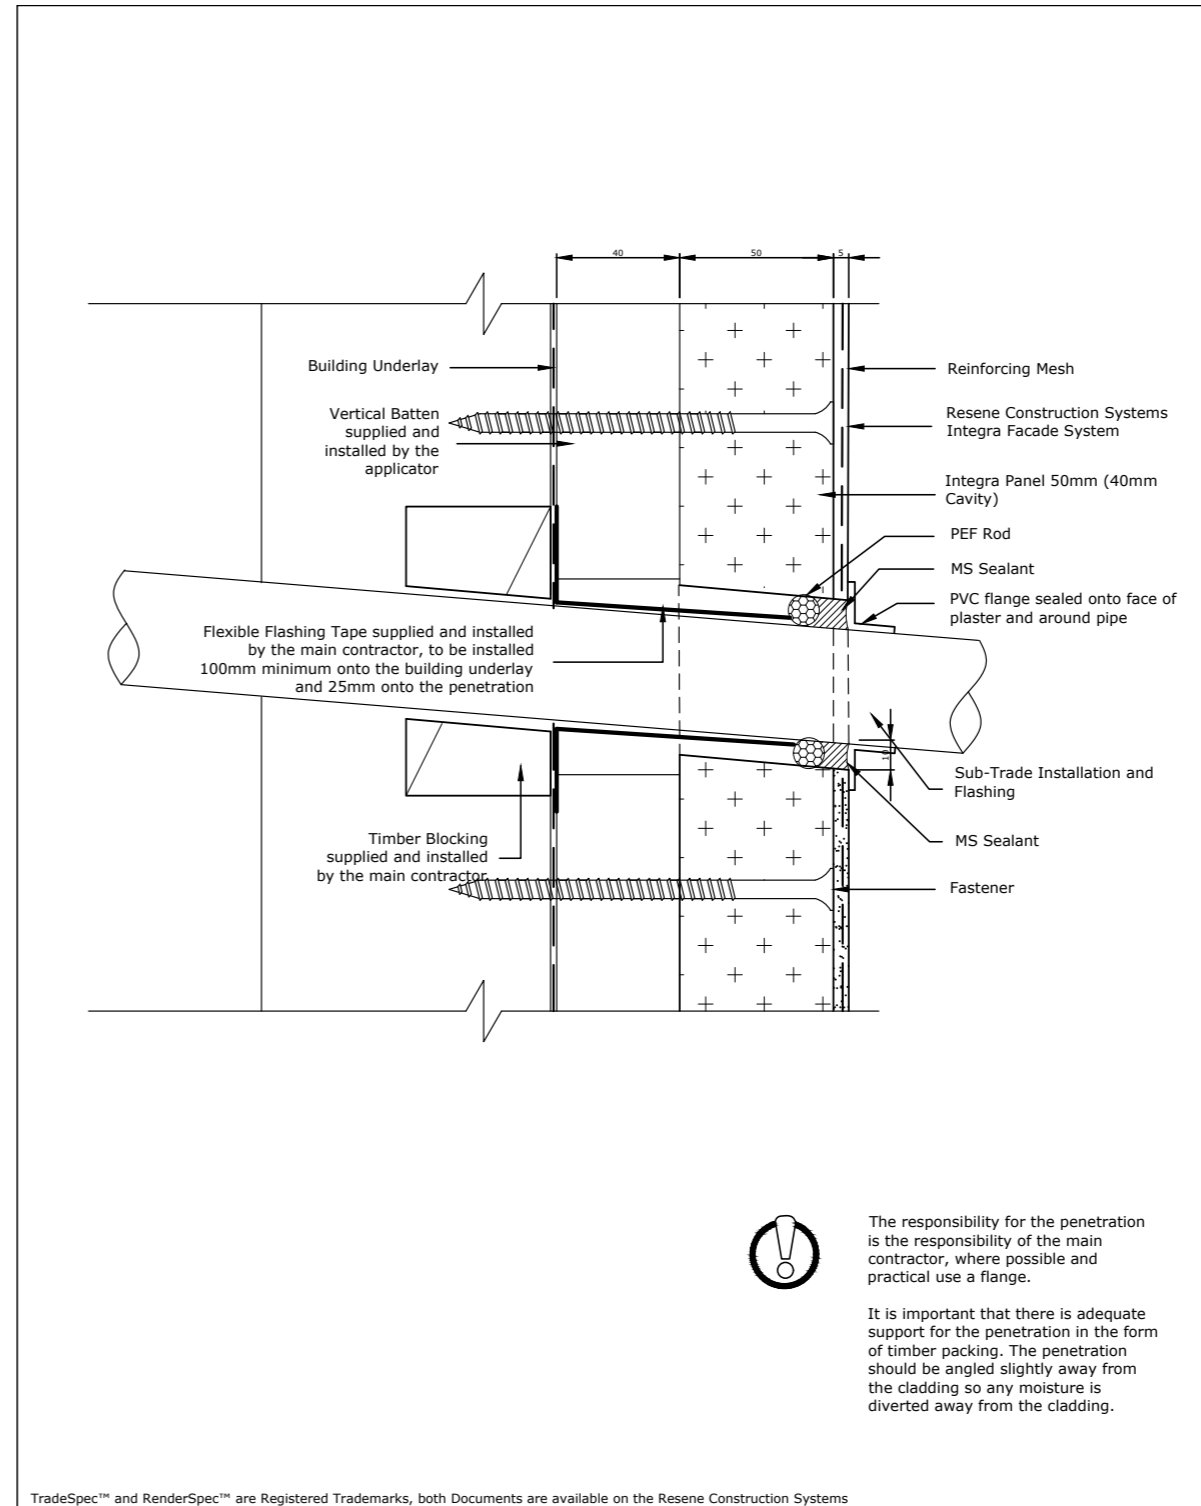 40
50
5
Building Underlay
Vertical Batten
supplied and
installed by the
applicator
Reinforcing Mesh
Resene Construction Systems
Integra Facade System
Integra Panel 50mm (40mm
Cavity)
PEF Rod
MS Sealant
PVC flange sealed onto face of
plaster and around pipe
Flexible Flashing Tape supplied and installed
by the main contractor, to be installed
100mm minimum onto the building underlay
and 25mm onto the penetration
10
Sub-Trade Installation and
Flashing
MS Sealant
Timber Blocking
supplied and installed
by the main contractor
Fastener
The responsibility for the penetration
is the responsibility of the main
contractor, where possible and
practical use a flange.
It is important that there is adequate
support for the penetration in the form
of timber packing. The penetration
should be angled slightly away from
the cladding so any moisture is
diverted away from the cladding.
TradeSpec™ and RenderSpec™ are Registered Trademarks, both Documents are available on the Resene Construction Systems